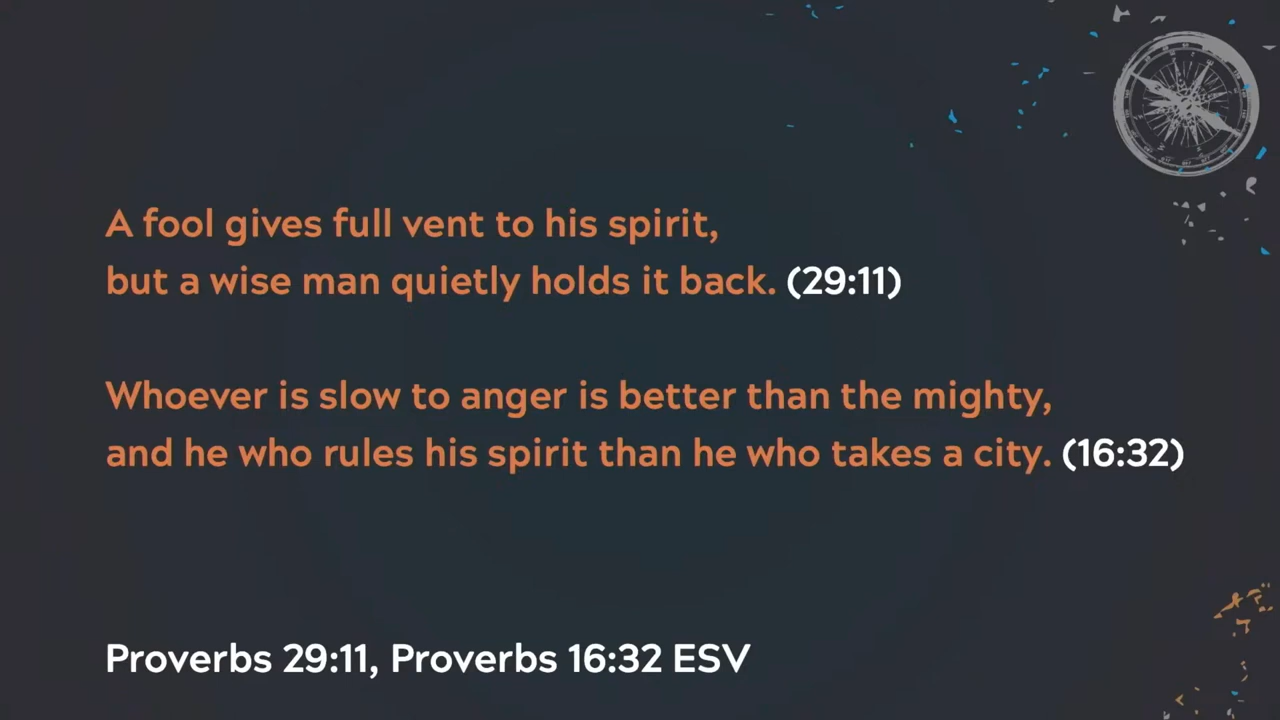 A fool gives full vent to his spirit,
but a wise man quietly holds it back. (29:11)
Whoever is slow to anger is better than the mighty,
and he who rules his spirit than he who takes a city. (16:32)
Proverbs 29:11, Proverbs 16:32 ESV